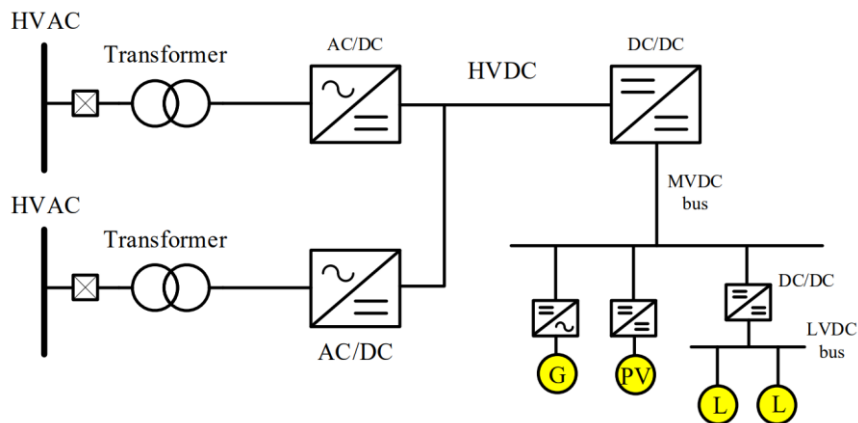 HVAC
Transformer
AC/DC
HVDC
DC/DC
MVDC
bus
HVAC
Transformer
AC/DC
DC/DC
LVDC
bus
G
PV
L
L